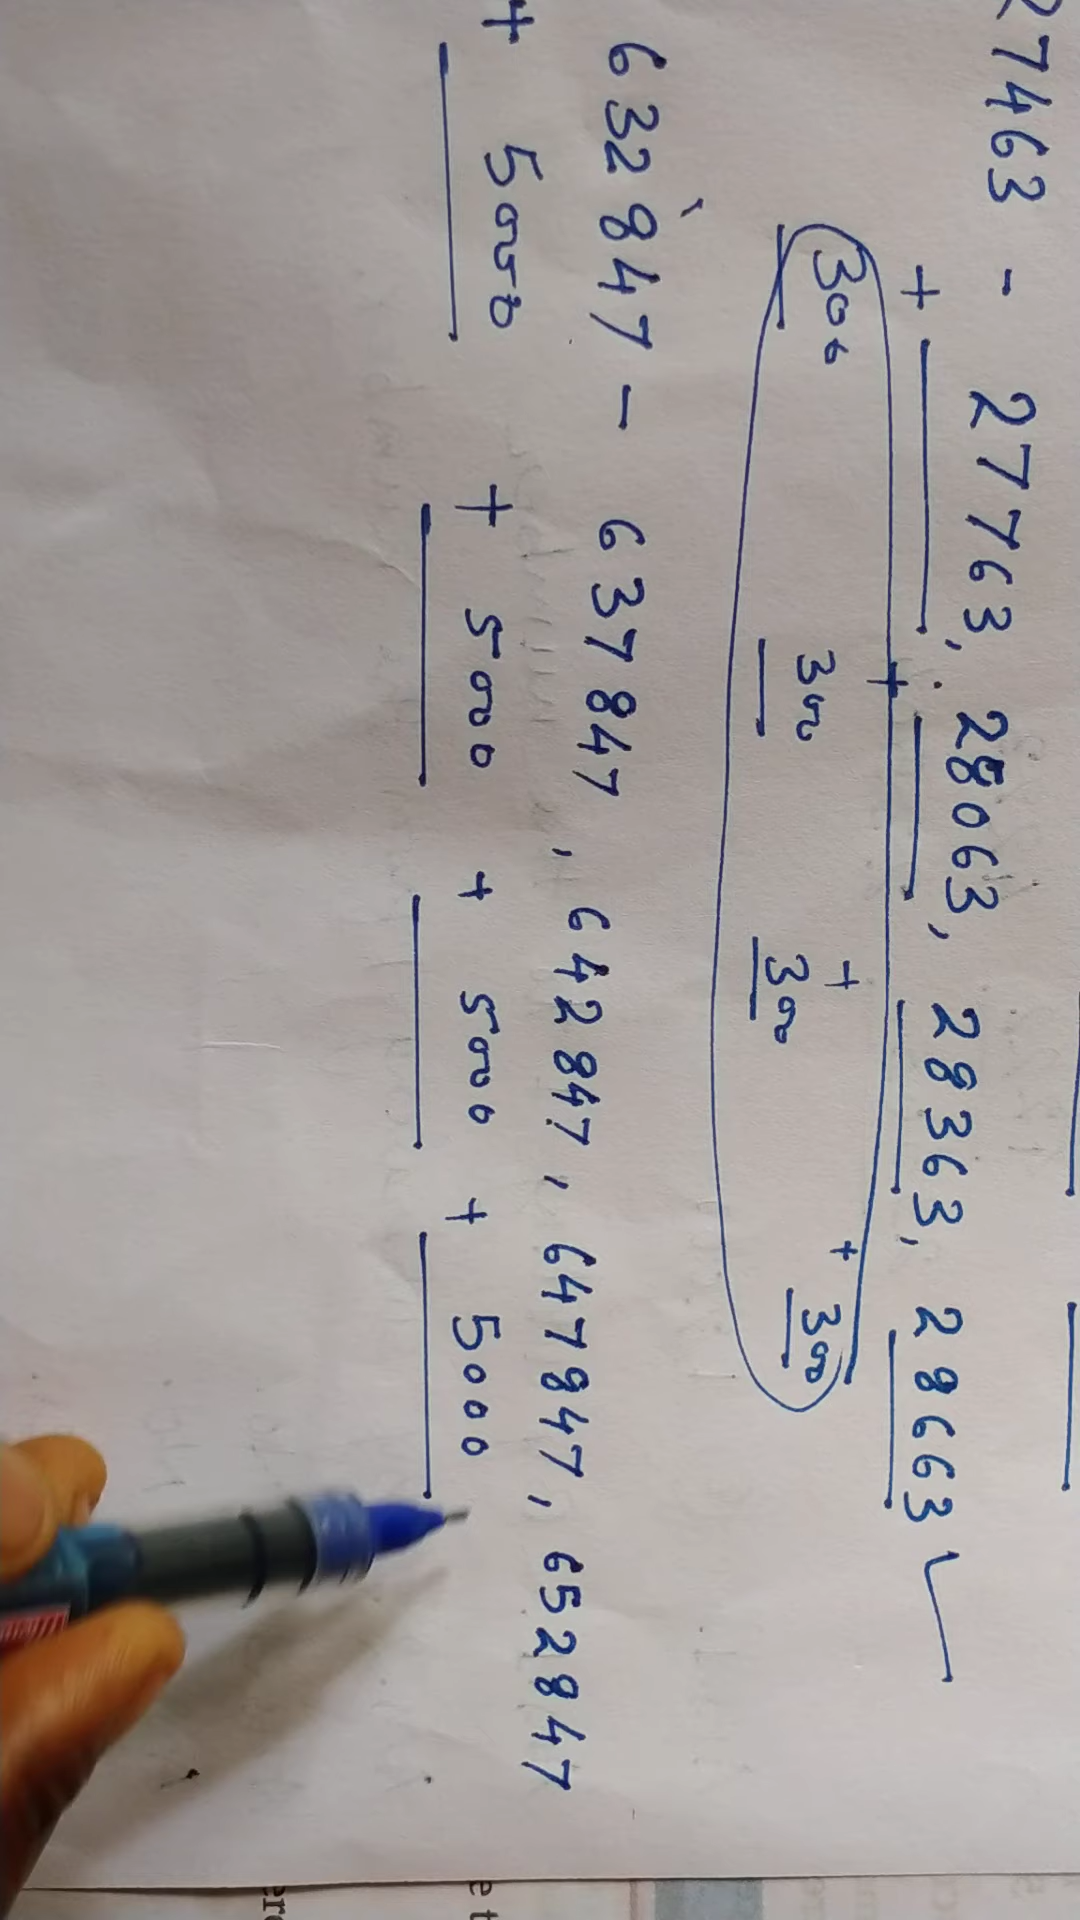 27463 - 27763, 28063, 28363, 28663 ✓
+ + + +
300 300 300 300
632847 - 637847, 642847, 647847, 652847
+ 5000 + 5000 + 5000 + 5000